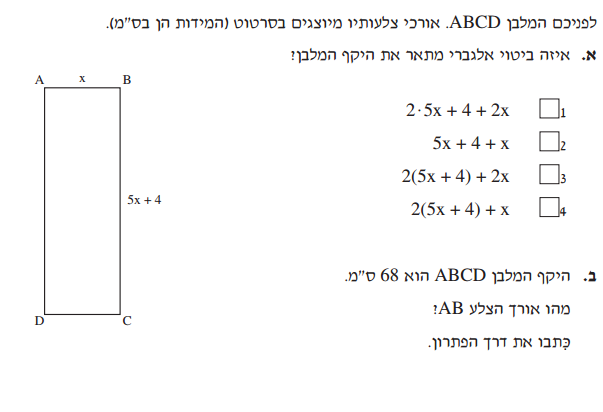 לפניכם המלבן ABCD. אורכי צלעותיו מיוצגים בסרטוט (המידות הן בס"מ).
א. איזה ביטוי אלגברי מתאר את היקף המלבן?
A x B
5x + 4
D C
1 2·5x + 4 + 2x
2 5x + 4 + x
3 2(5x + 4) + 2x
4 2(5x + 4) + x
ב. היקף המלבן ABCD הוא 68 ס"מ.
מהו אורך הצלע AB?
כִּתבו את דרך הפתרון.